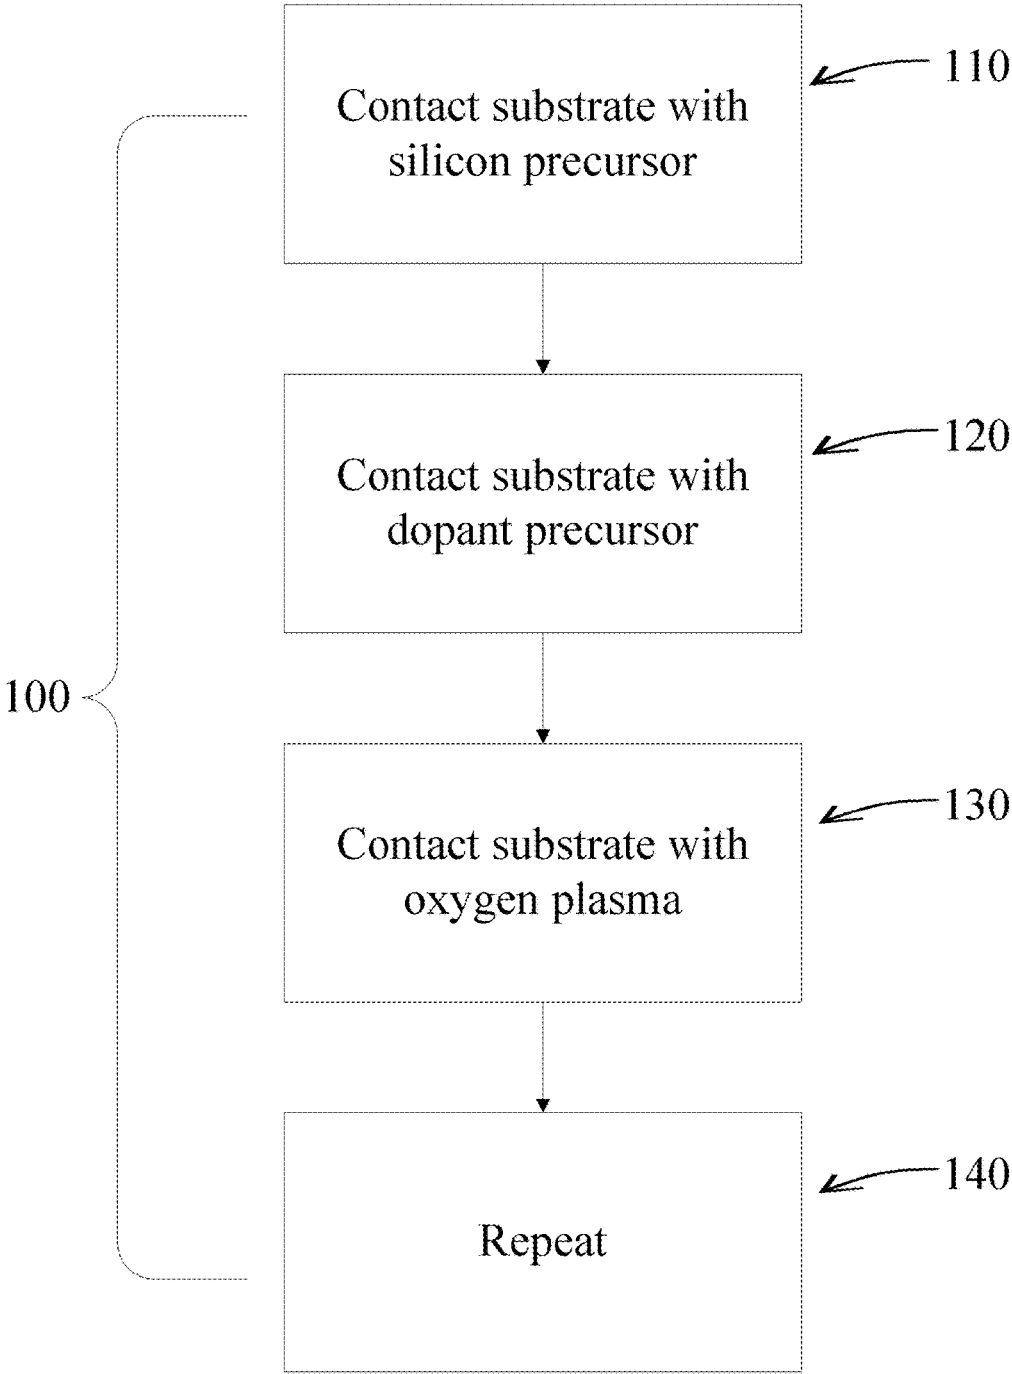 Contact substrate with
silicon precursor
110
Contact substrate with
dopant precursor
120
100
Contact substrate with
oxygen plasma
130
Repeat
140